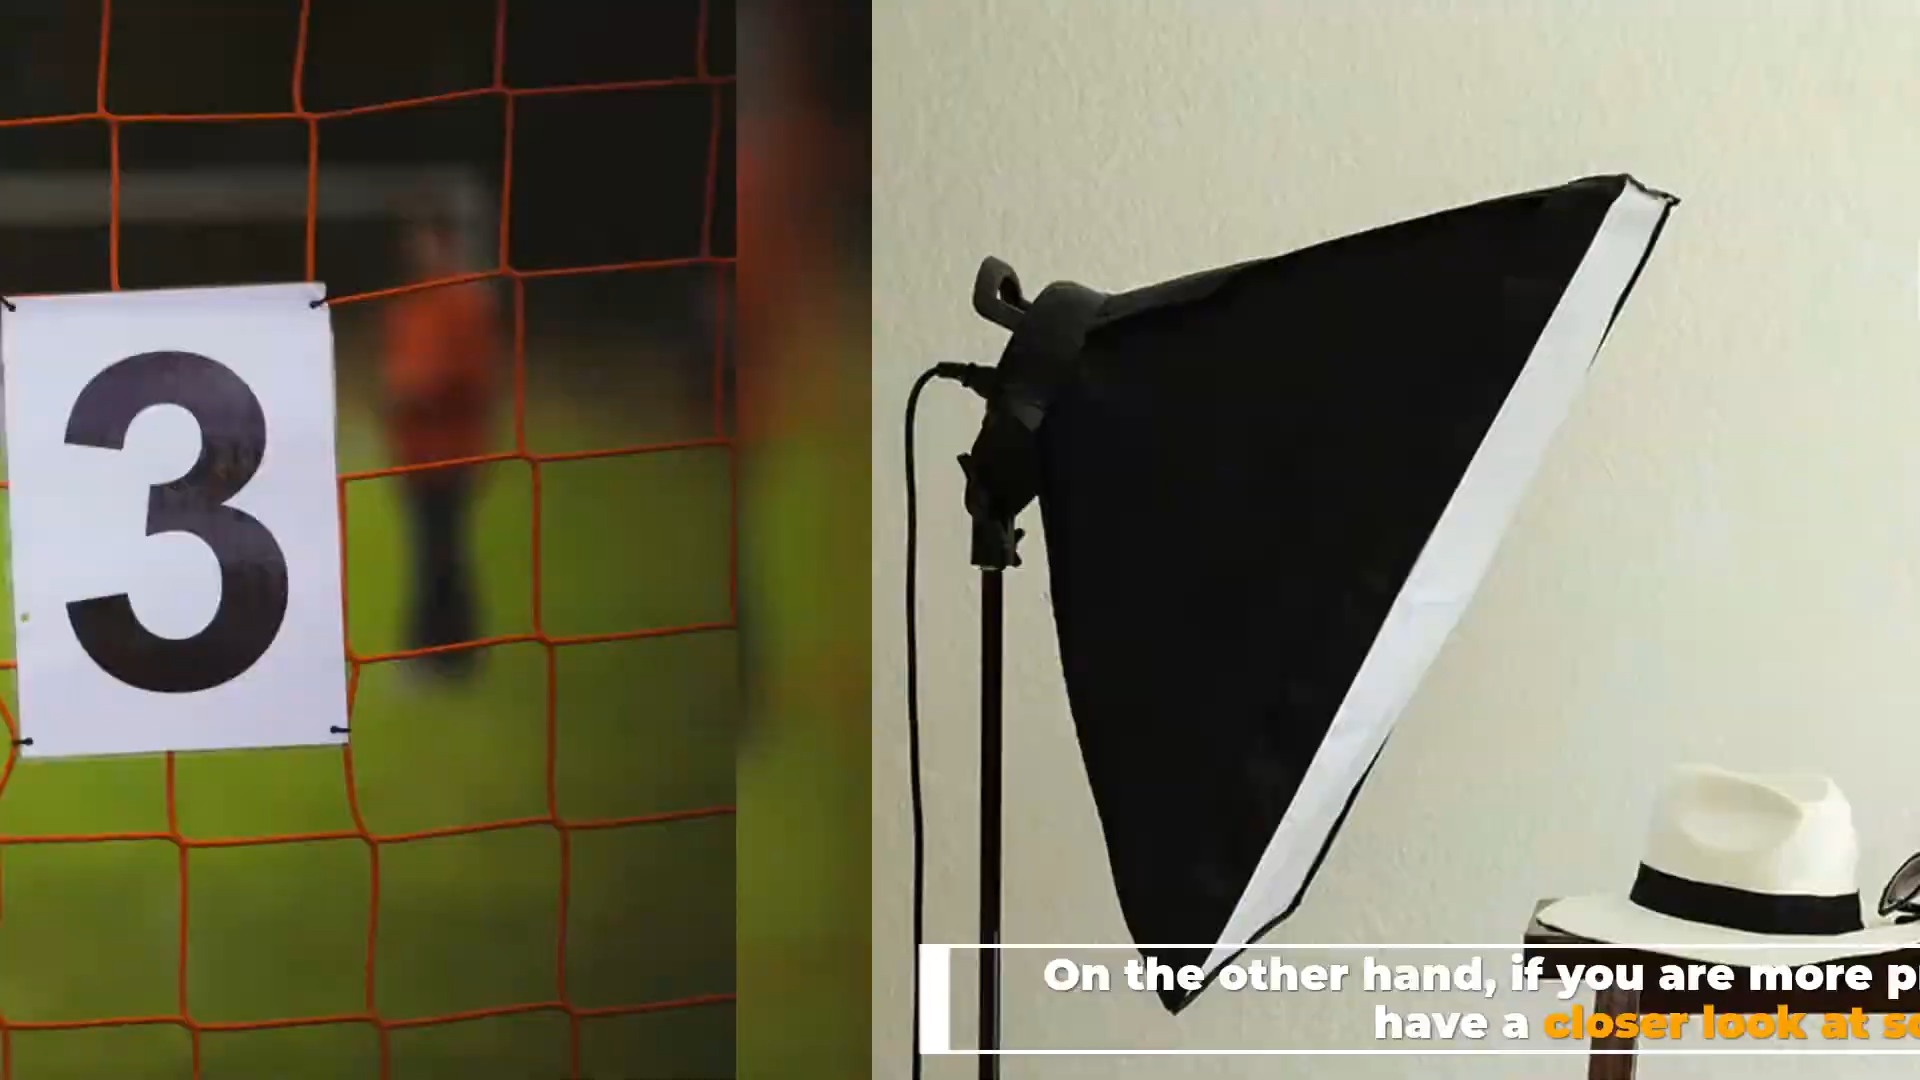 3
On the other hand, if you are more
have a closer look at